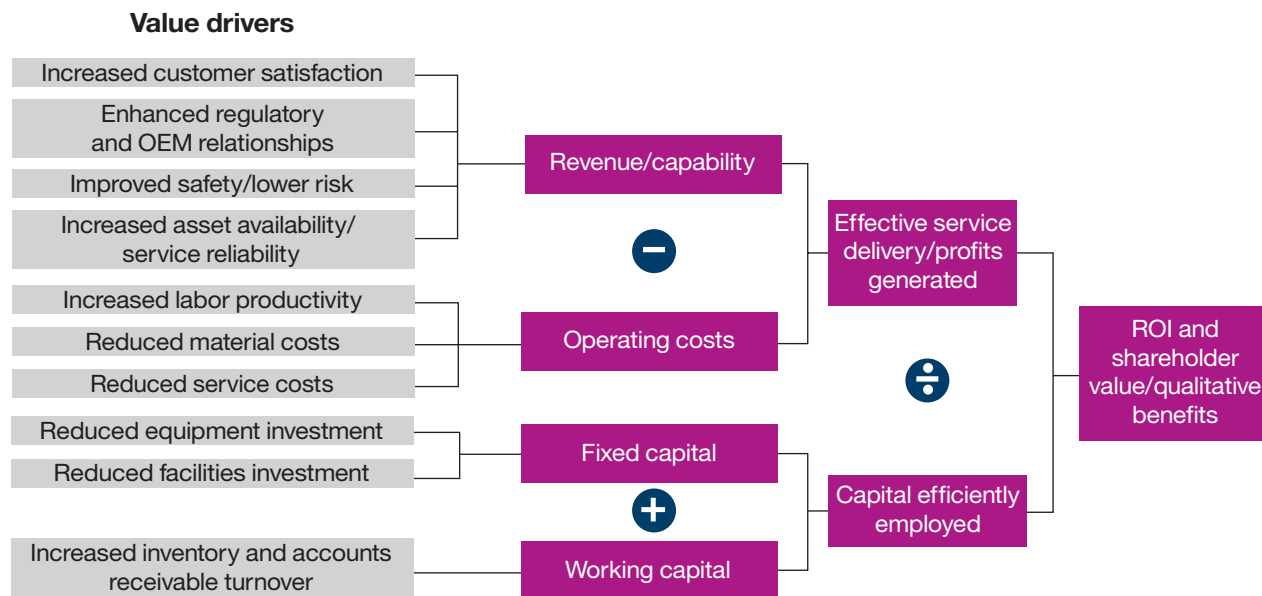 Value drivers
Increased customer satisfaction
Enhanced regulatory
and OEM relationships
Improved safety/lower risk
Increased asset availability/
service reliability
Increased labor productivity
Reduced material costs
Reduced service costs
Reduced equipment investment
Reduced facilities investment
Increased inventory and accounts
receivable turnover
Revenue/capability
−
Operating costs
Fixed capital
+
Working capital
Effective service
delivery/profits
generated
÷
Capital efficiently
employed
ROI and
shareholder
value/qualitative
benefits